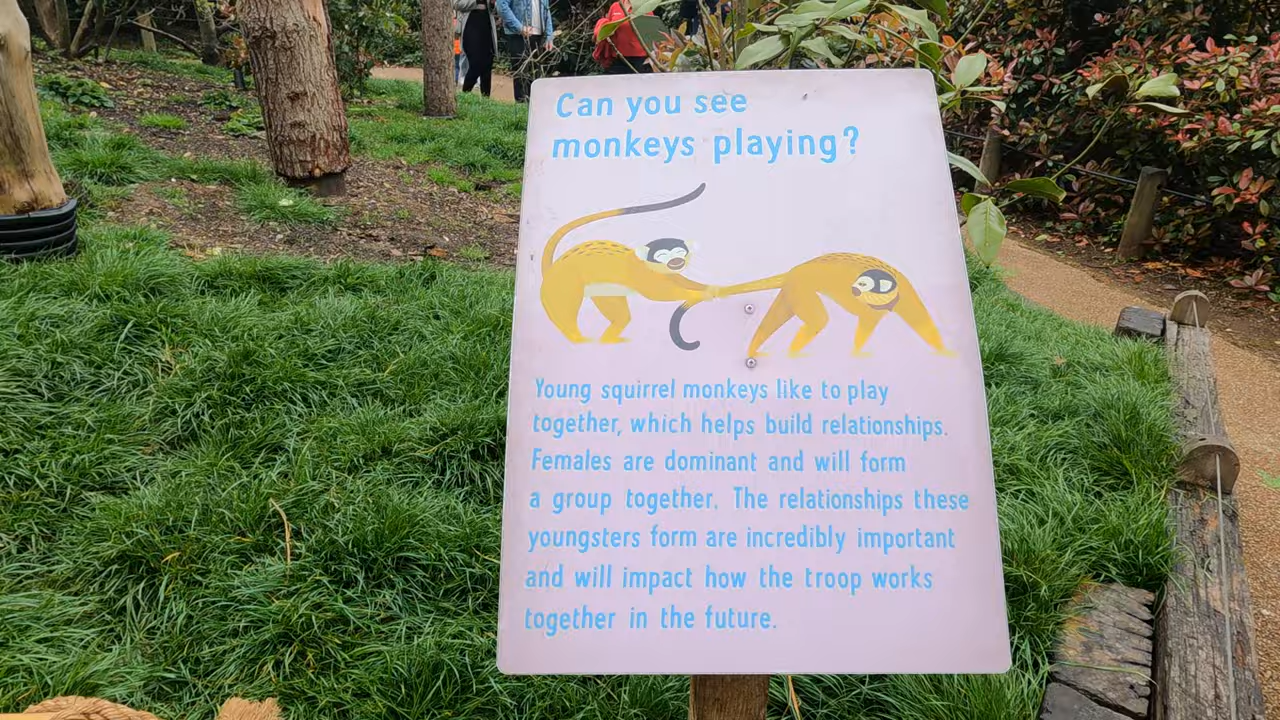 Can you see
monkeys playing?
Young squirrel monkeys like to play
together, which helps build relationships.
Females are dominant and will form
a group together. The relationships these
youngsters form are incredibly important
and will impact how the troop works
together in the future.